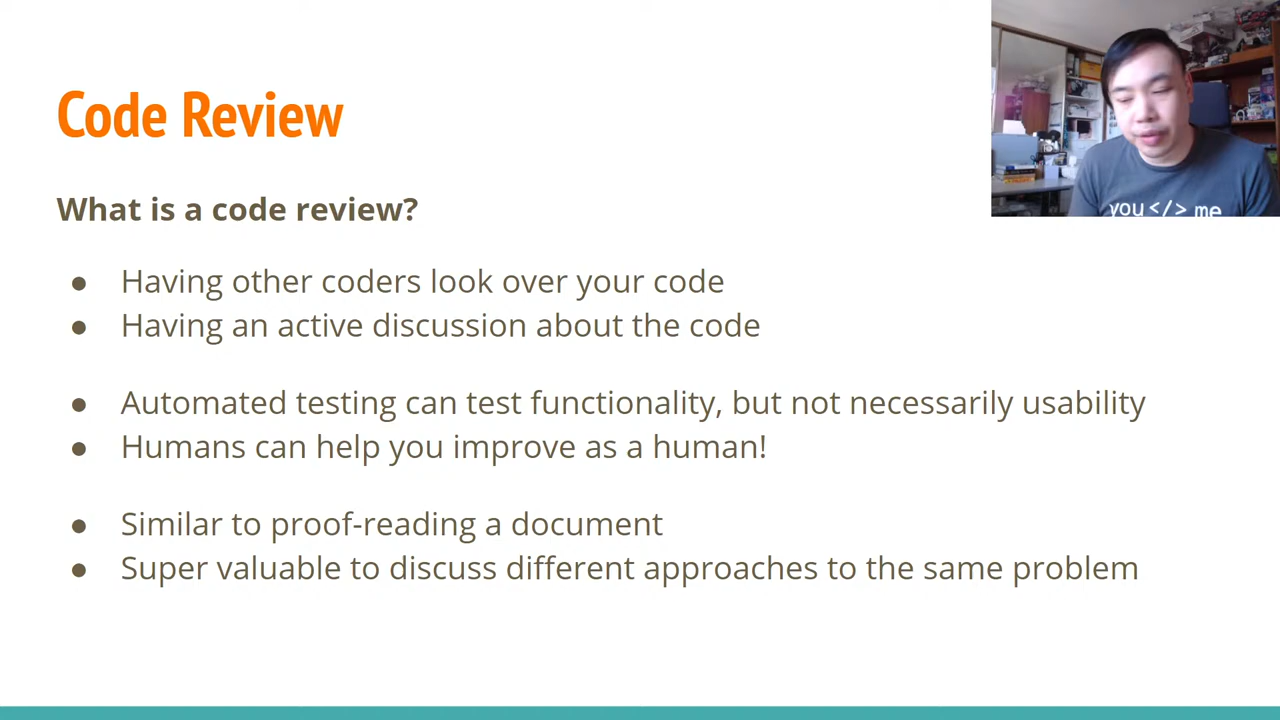 Code Review
What is a code review?
● Having other coders look over your code
● Having an active discussion about the code
● Automated testing can test functionality, but not necessarily usability
● Humans can help you improve as a human!
● Similar to proof-reading a document
● Super valuable to discuss different approaches to the same problem
you </> me